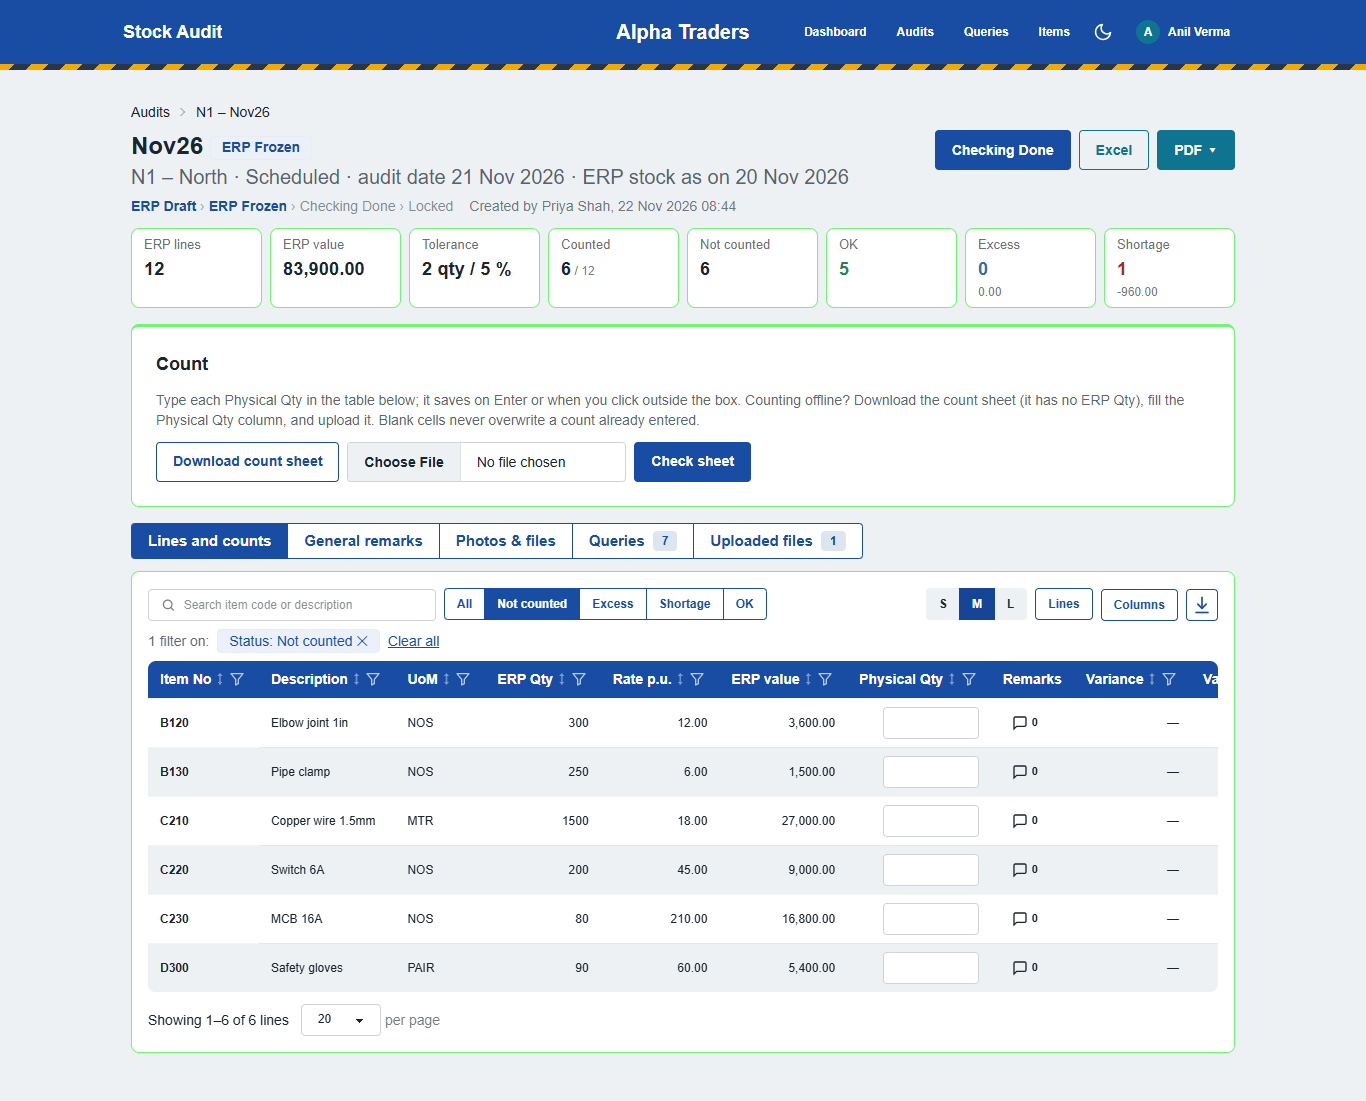 Stock Audit
Alpha Traders
Dashboard
Audits
Queries
Items
A
Anil Verma
Audits > N1 – Nov26
Nov26 ERP Frozen
Checking Done
Excel
PDF
N1 – North · Scheduled · audit date 21 Nov 2026 · ERP stock as on 20 Nov 2026
ERP Draft › ERP Frozen › Checking Done › Locked Created by Priya Shah, 22 Nov 2026 08:44
ERP lines
12
ERP value
83,900.00
Tolerance
2 qty / 5 %
Counted
6 / 12
Not counted
6
OK
5
Excess
0
0.00
Shortage
1
-960.00
Count
Type each Physical Qty in the table below; it saves on Enter or when you click outside the box. Counting offline? Download the count sheet (it has no ERP Qty), fill the
Physical Qty column, and upload it. Blank cells never overwrite a count already entered.
Download count sheet
Choose File No file chosen
Check sheet
Lines and counts
General remarks
Photos & files
Queries 7
Uploaded files 1
Search item code or description
All
Not counted
Excess
Shortage
OK
S
M
L
Lines
Columns
1 filter on: Status: Not counted Clear all
Item No Description UoM ERP Qty Rate p.u. ERP value Physical Qty Remarks Variance Va
B120 Elbow joint 1in NOS 300 12.00 3,600.00 0 —
B130 Pipe clamp NOS 250 6.00 1,500.00 0 —
C210 Copper wire 1.5mm MTR 1500 18.00 27,000.00 0 —
C220 Switch 6A NOS 200 45.00 9,000.00 0 —
C230 MCB 16A NOS 80 210.00 16,800.00 0 —
D300 Safety gloves PAIR 90 60.00 5,400.00 0 —
Showing 1–6 of 6 lines 20 per page